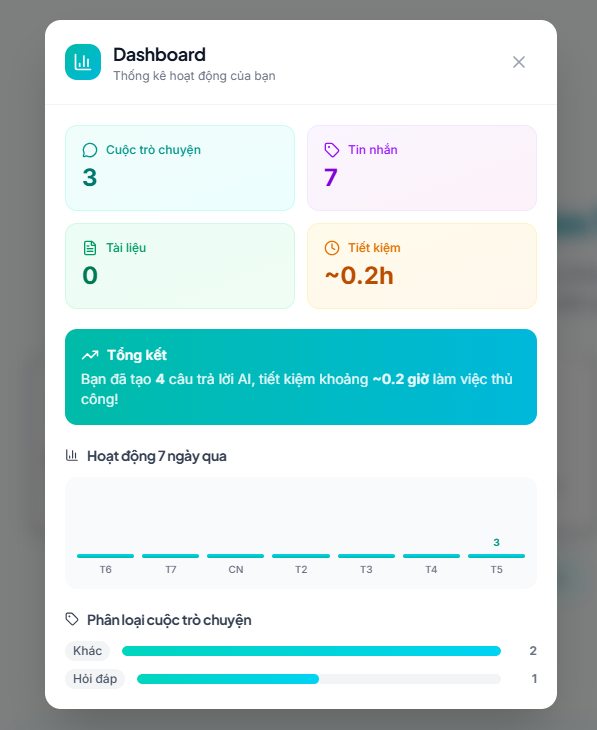 Dashboard
Thống kê hoạt động của bạn
Cuộc trò chuyện
3
Tin nhắn
7
Tài liệu
0
Tiết kiệm
~0.2h
Tổng kết
Bạn đã tạo 4 câu trả lời AI, tiết kiệm khoảng ~0.2 giờ làm việc thủ
công!
Hoạt động 7 ngày qua
3
T6 T7 CN T2 T3 T4 T5
Phân loại cuộc trò chuyện
Khác 2
Hỏi đáp 1